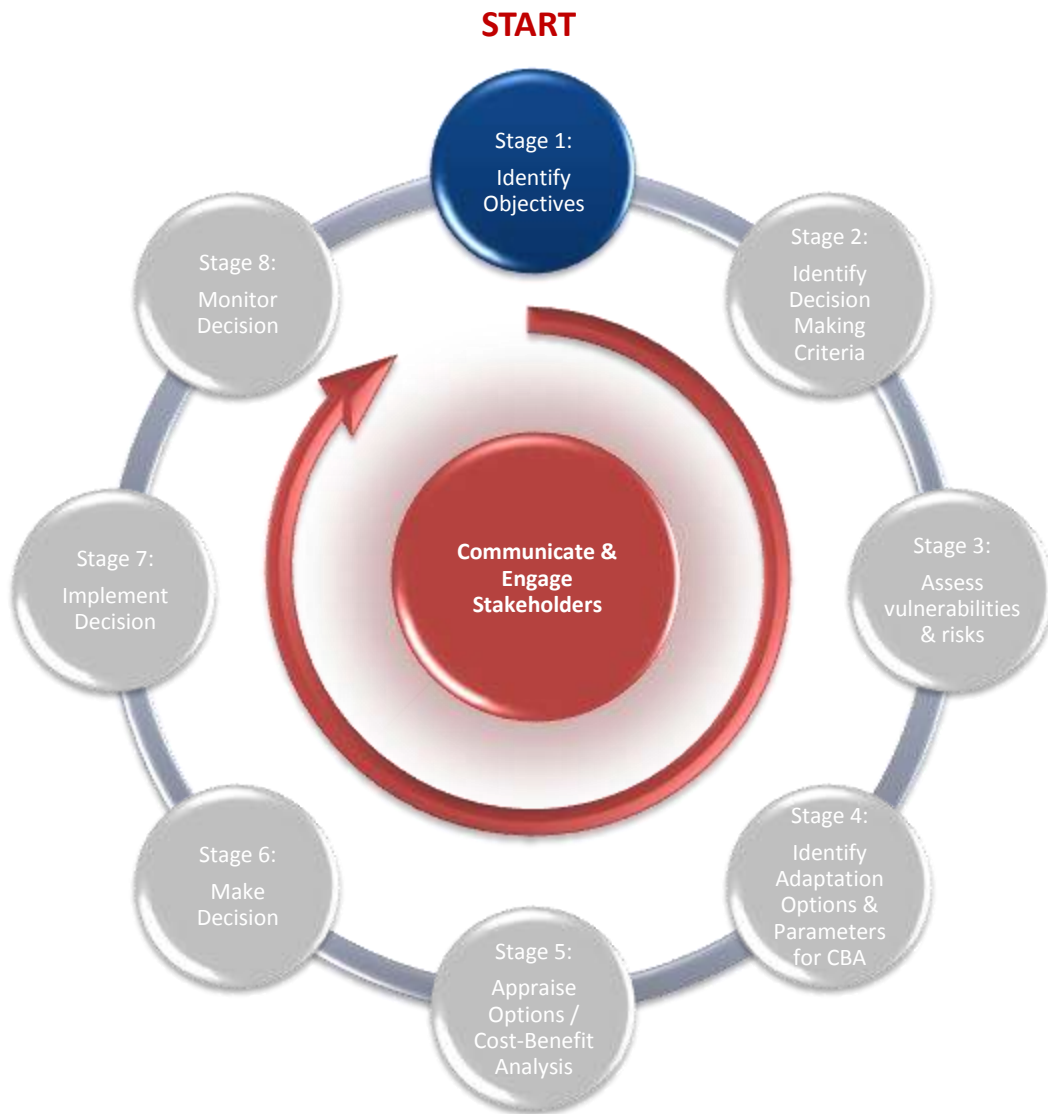 START
Stage 1:
Identify
Objectives
Stage 2:
Identify
Decision
Making
Criteria
Stage 3:
Assess
vulnerabilities
& risks
Stage 4:
Identify
Adaptation
Options &
Parameters
for CBA
Stage 5:
Appraise
Options /
Cost-Benefit
Analysis
Stage 6:
Make
Decision
Stage 7:
Implement
Decision
Stage 8:
Monitor
Decision
Communicate &
Engage
Stakeholders